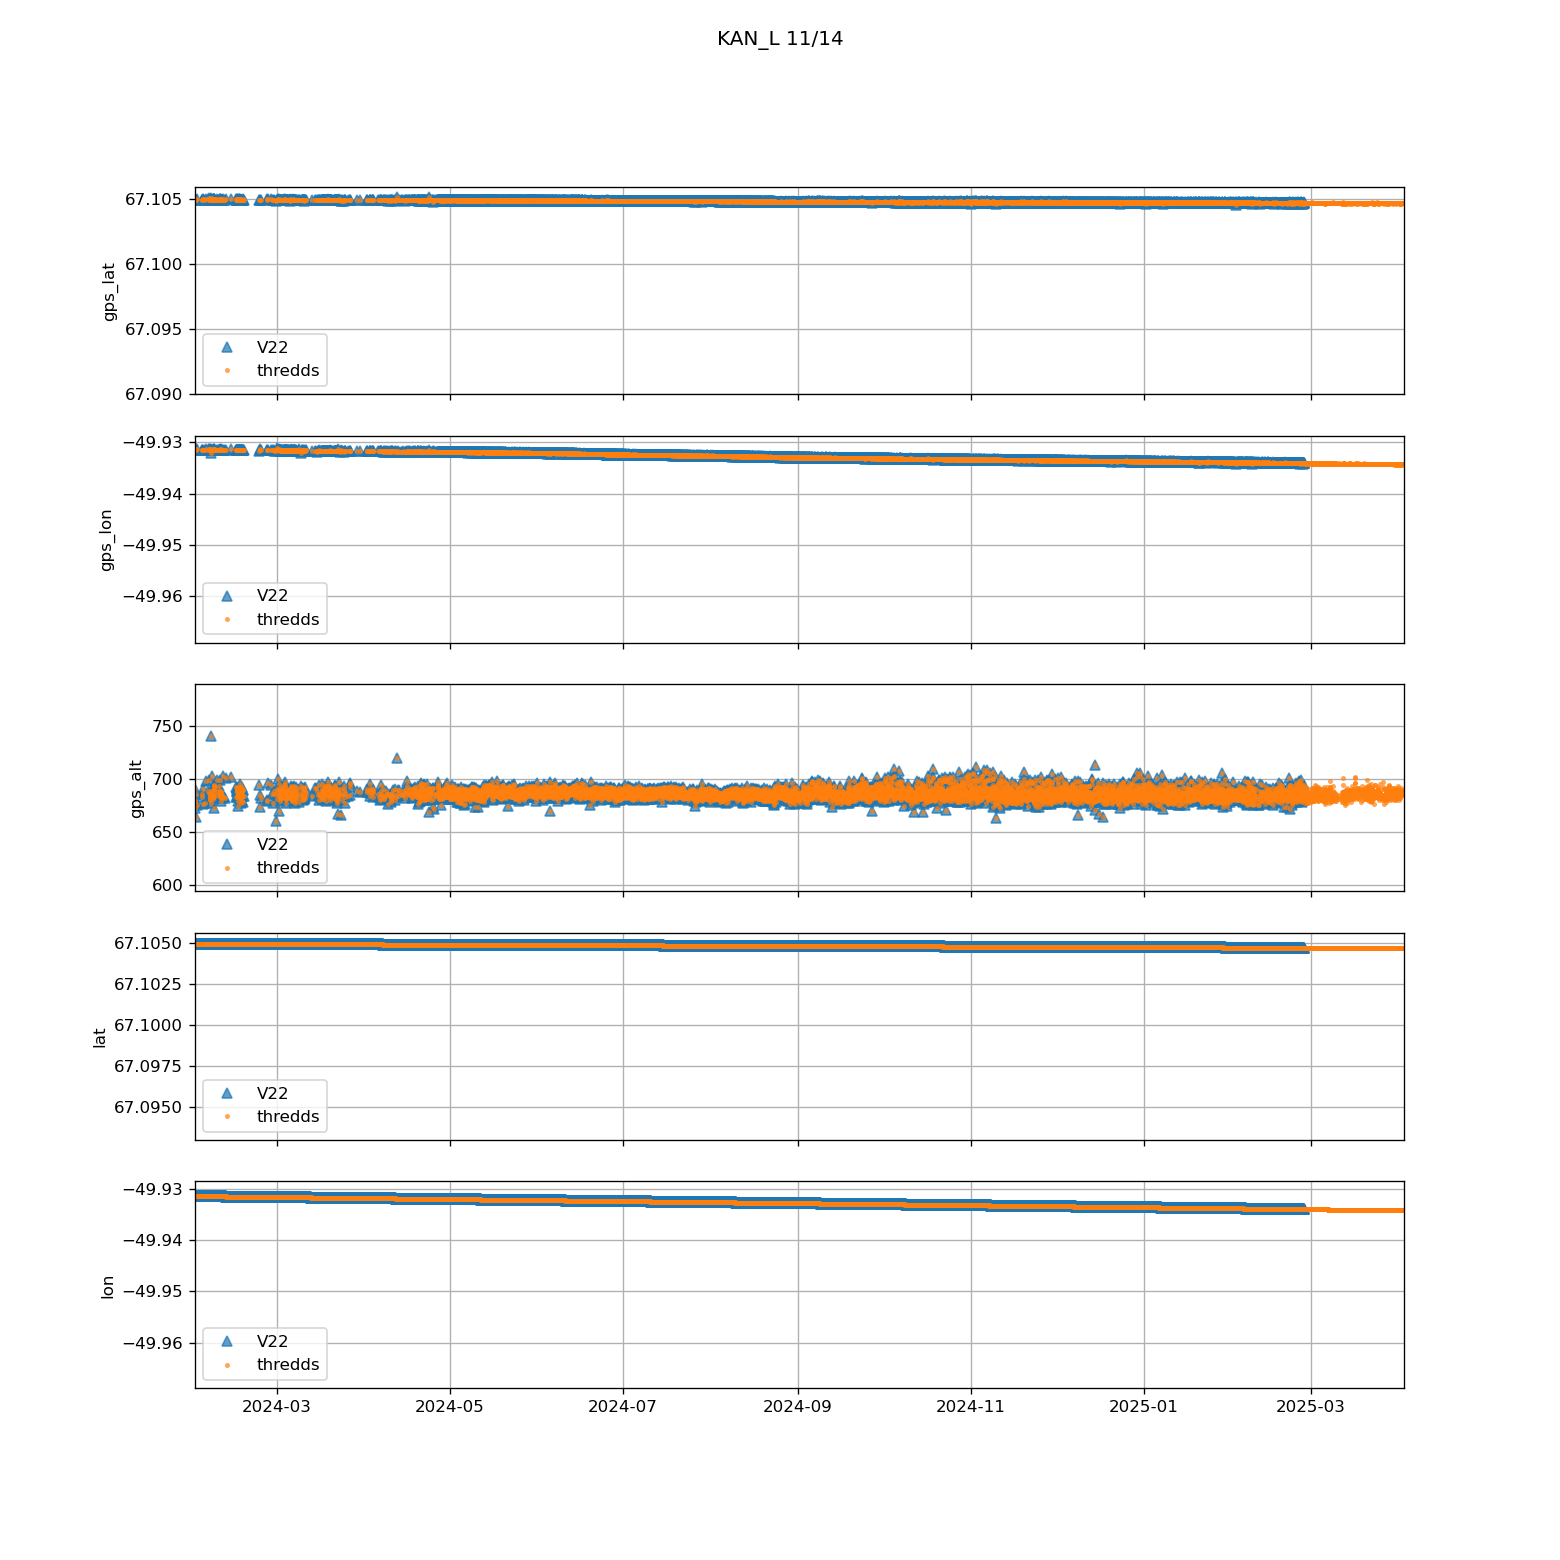 KAN_L 11/14
67.105
67.100
67.095
67.090
gps_lat
V22
thredds
−49.93
−49.94
−49.95
−49.96
gps_lon
V22
thredds
750
700
650
600
gps_alt
V22
thredds
67.1050
67.1025
67.1000
67.0975
67.0950
lat
V22
thredds
−49.93
−49.94
−49.95
−49.96
lon
V22
thredds
2024-03 2024-05 2024-07 2024-09 2024-11 2025-01 2025-03